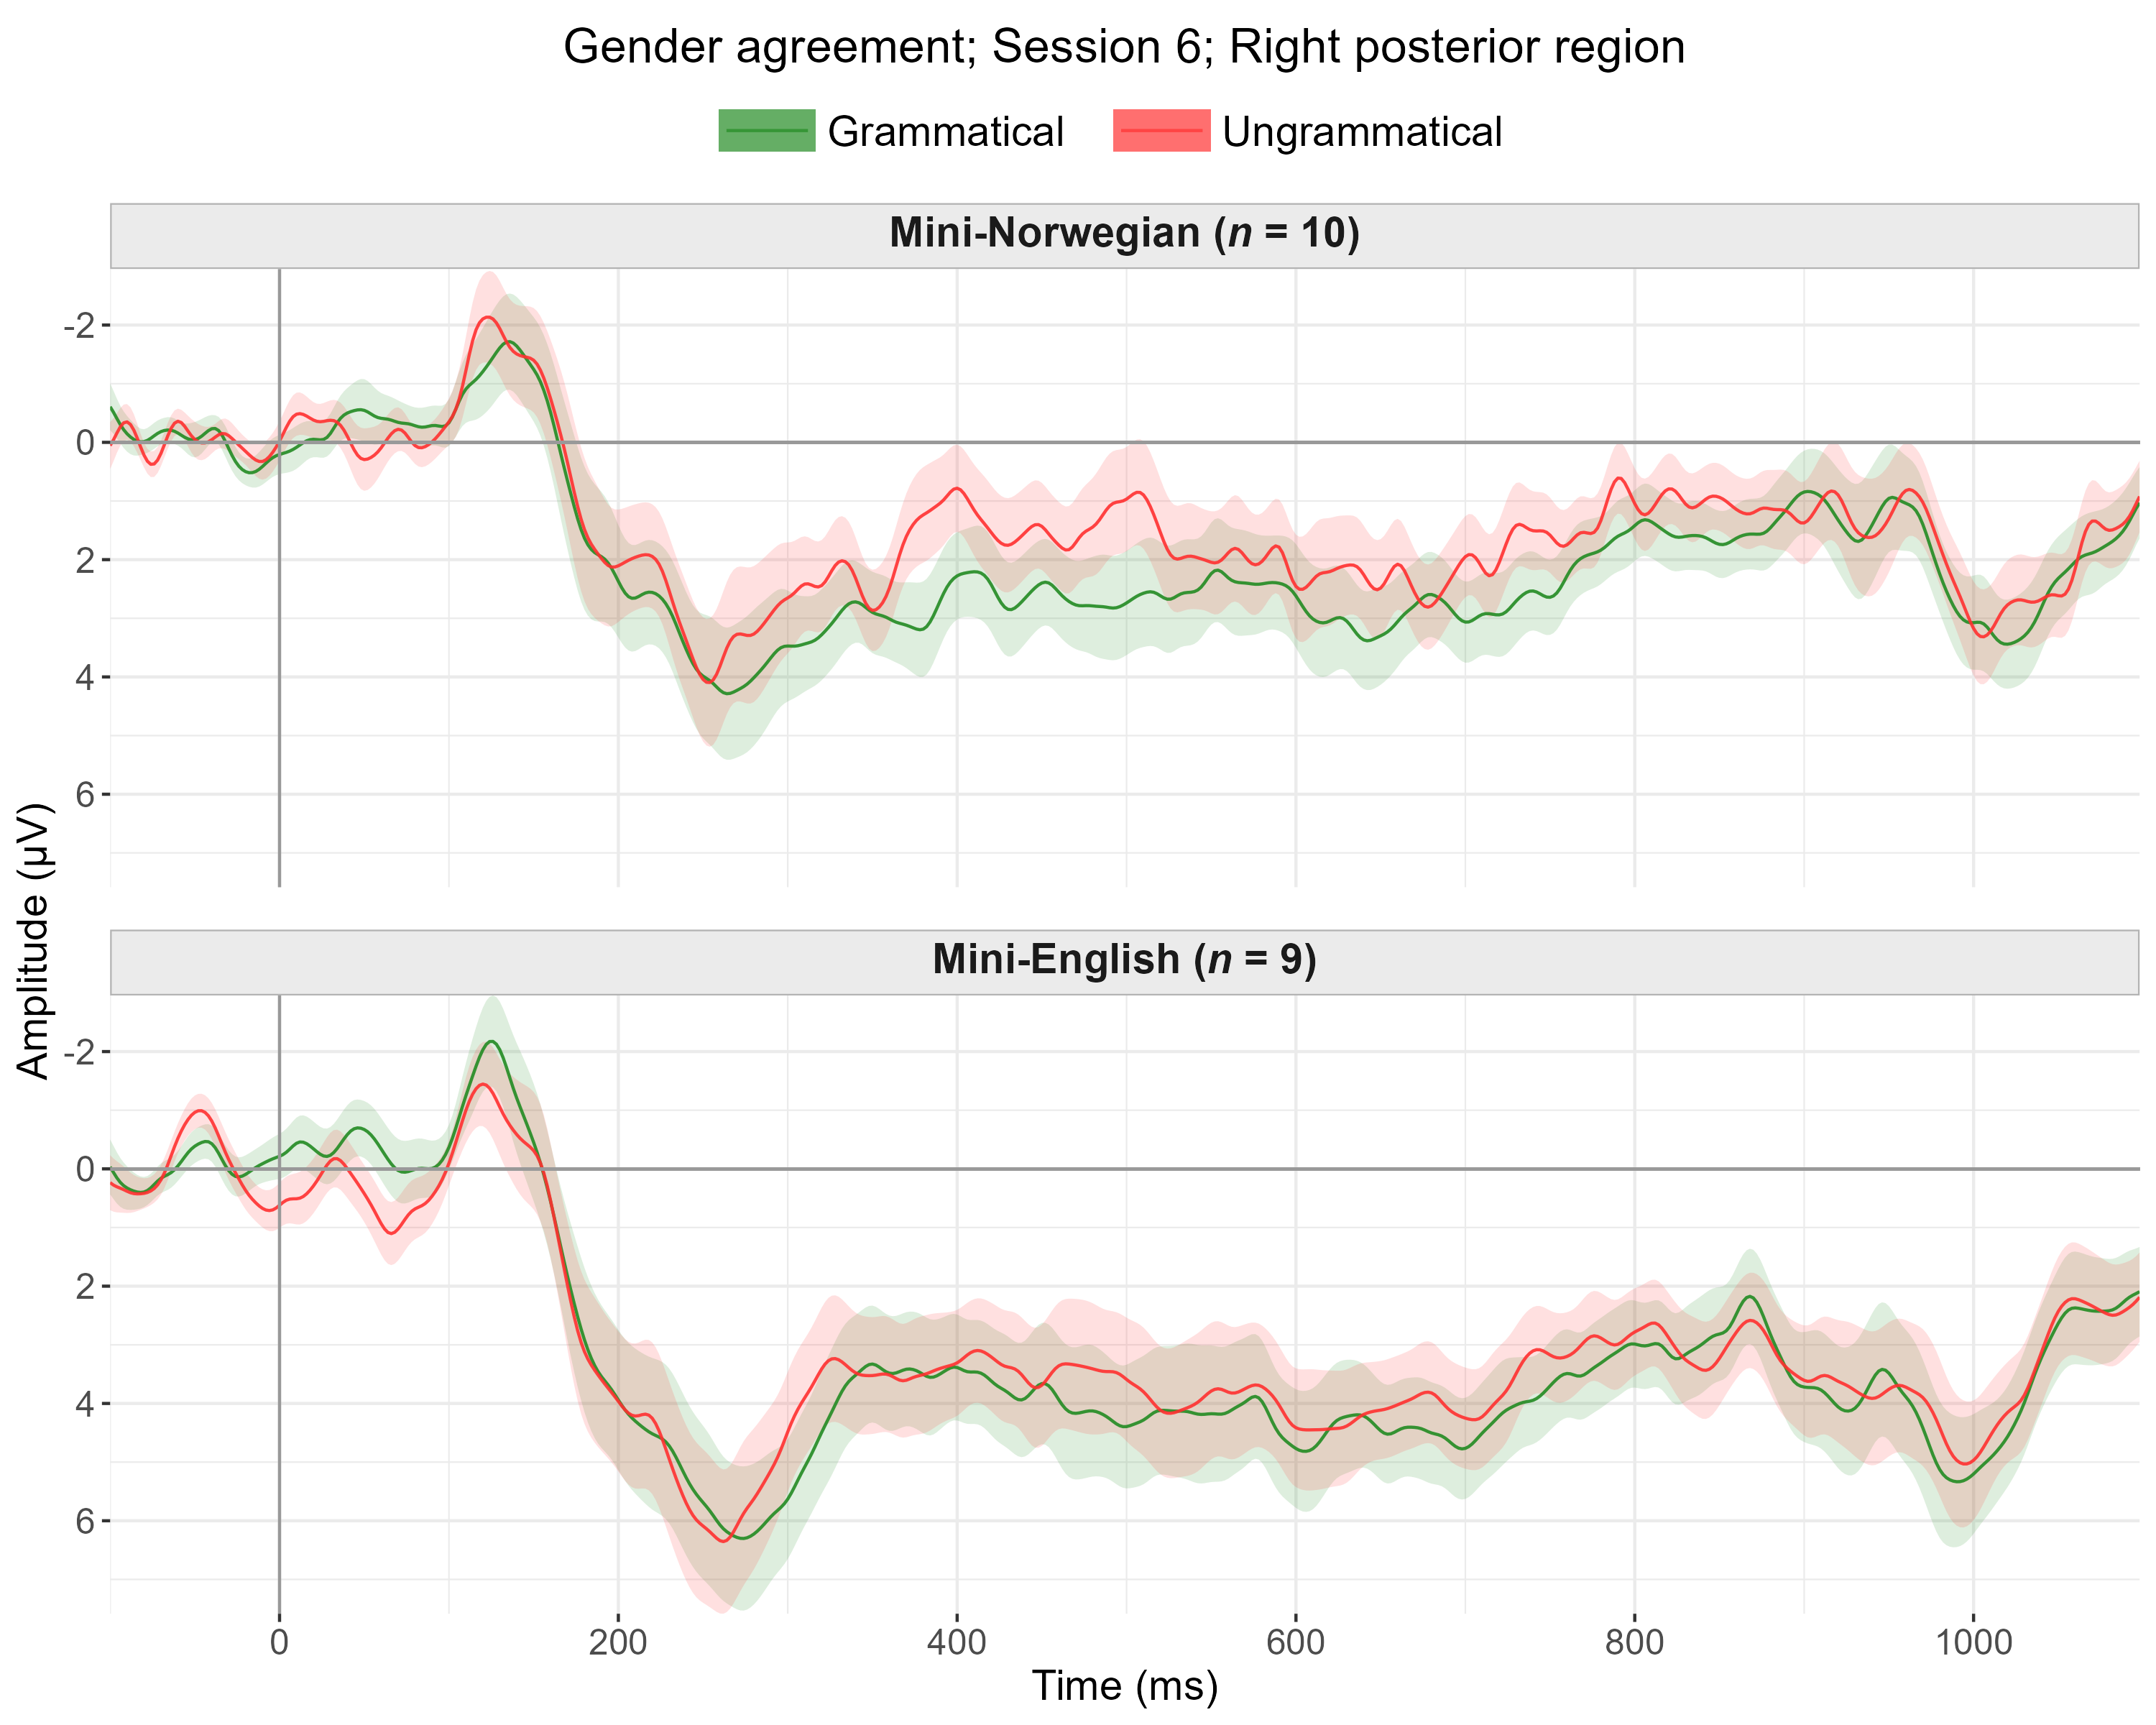 Gender agreement; Session 6; Right posterior region
Grammatical Ungrammatical
Mini-Norwegian (n = 10)
-2
0
2
4
6
Amplitude (µV)
Mini-English (n = 9)
-2
0
2
4
6
0 200 400 600 800 1000
Time (ms)